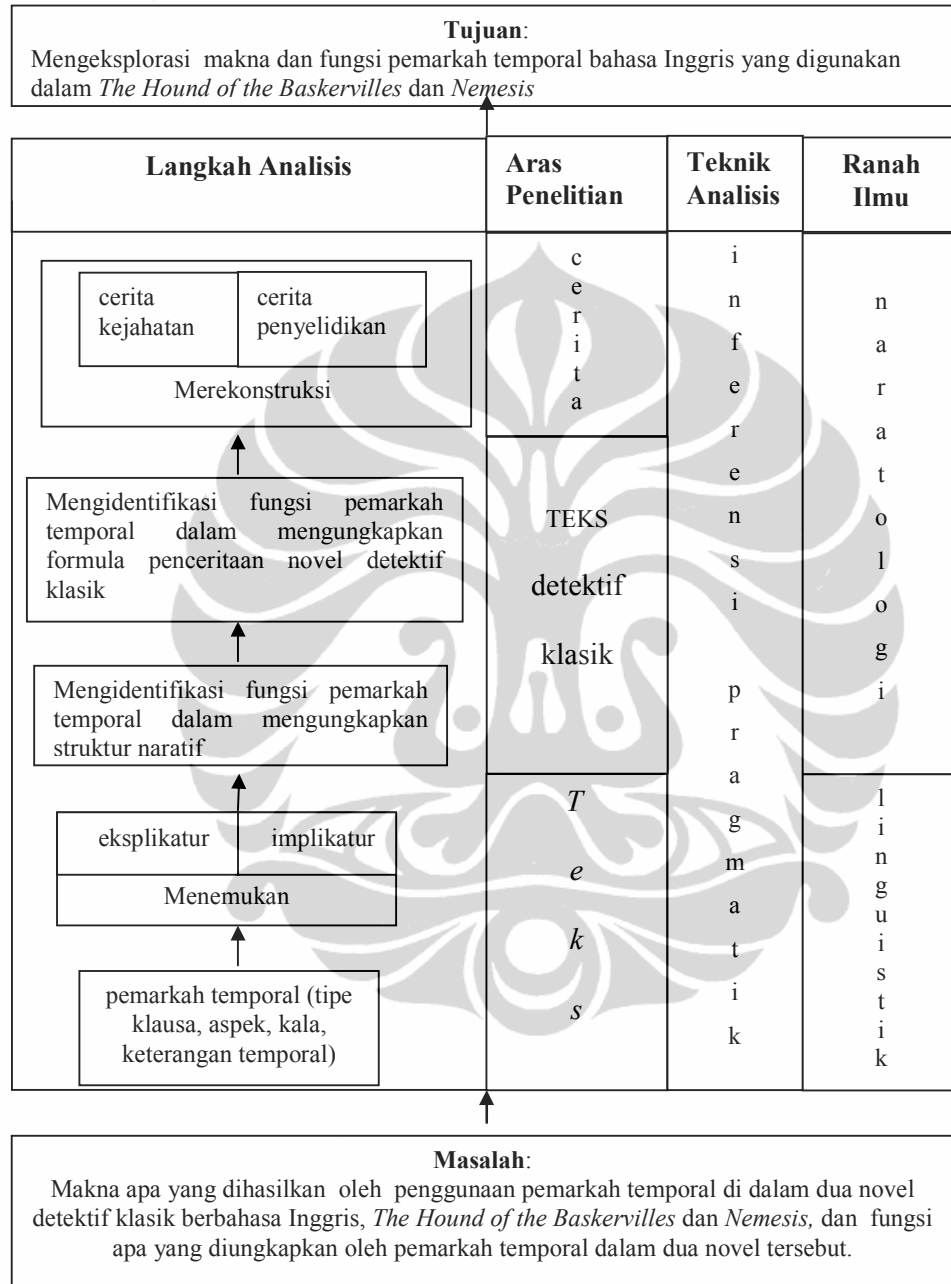 Tujuan:
Mengeksplorasi makna dan fungsi pemarkah temporal bahasa Inggris yang digunakan
dalam The Hound of the Baskervilles dan Nemesis
Langkah Analisis
Aras
Penelitian
Teknik
Analisis
Ranah
Ilmu
cerita
kejahatan
cerita
penyelidikan
Merekonstruksi
Mengidentifikasi fungsi pemarkah
temporal dalam mengungkapkan
formula penceritaan novel detektif
klasik
Mengidentifikasi fungsi pemarkah
temporal dalam mengungkapkan
struktur naratif
eksplikatur
implikatur
Menemukan
pemarkah temporal (tipe
klausa, aspek, kala,
keterangan temporal)
cerita
TEKS
detektif
klasik
Teks
inferensi pragmatik
naratologi
linguistik
Masalah:
Makna apa yang dihasilkan oleh penggunaan pemarkah temporal di dalam dua novel
detektif klasik berbahasa Inggris, The Hound of the Baskervilles dan Nemesis, dan fungsi
apa yang diungkapkan oleh pemarkah temporal dalam dua novel tersebut.